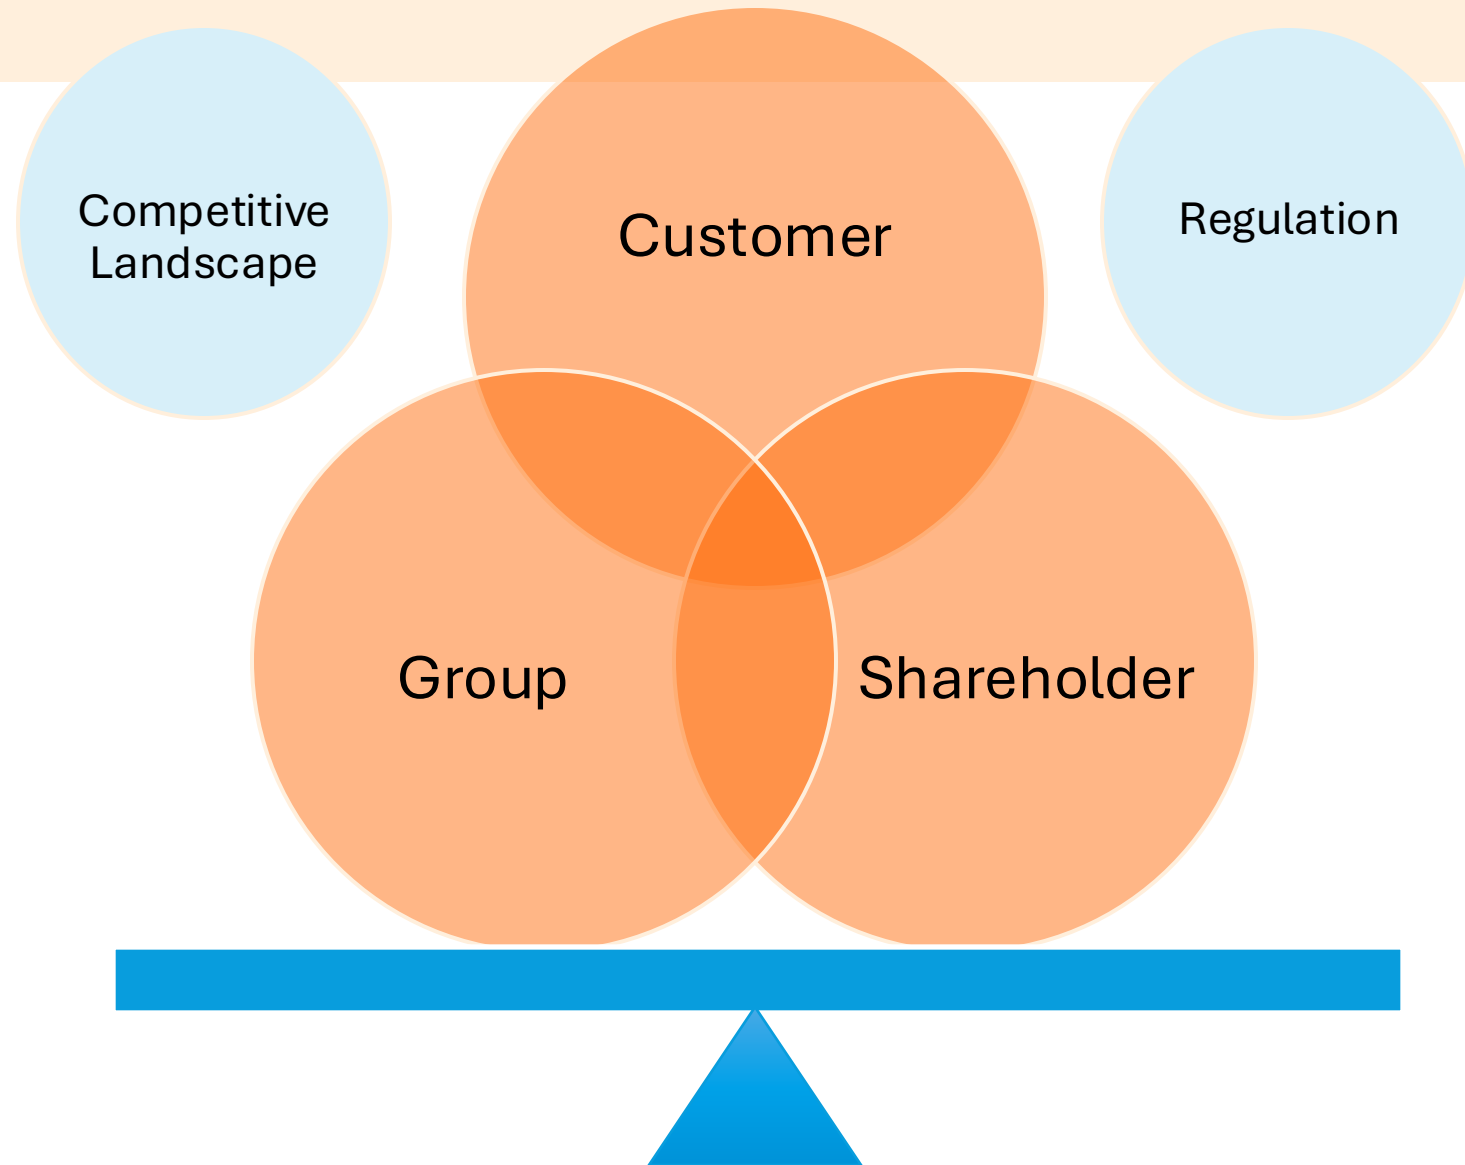 Competitive
Landscape
Customer
Regulation
Group
Shareholder